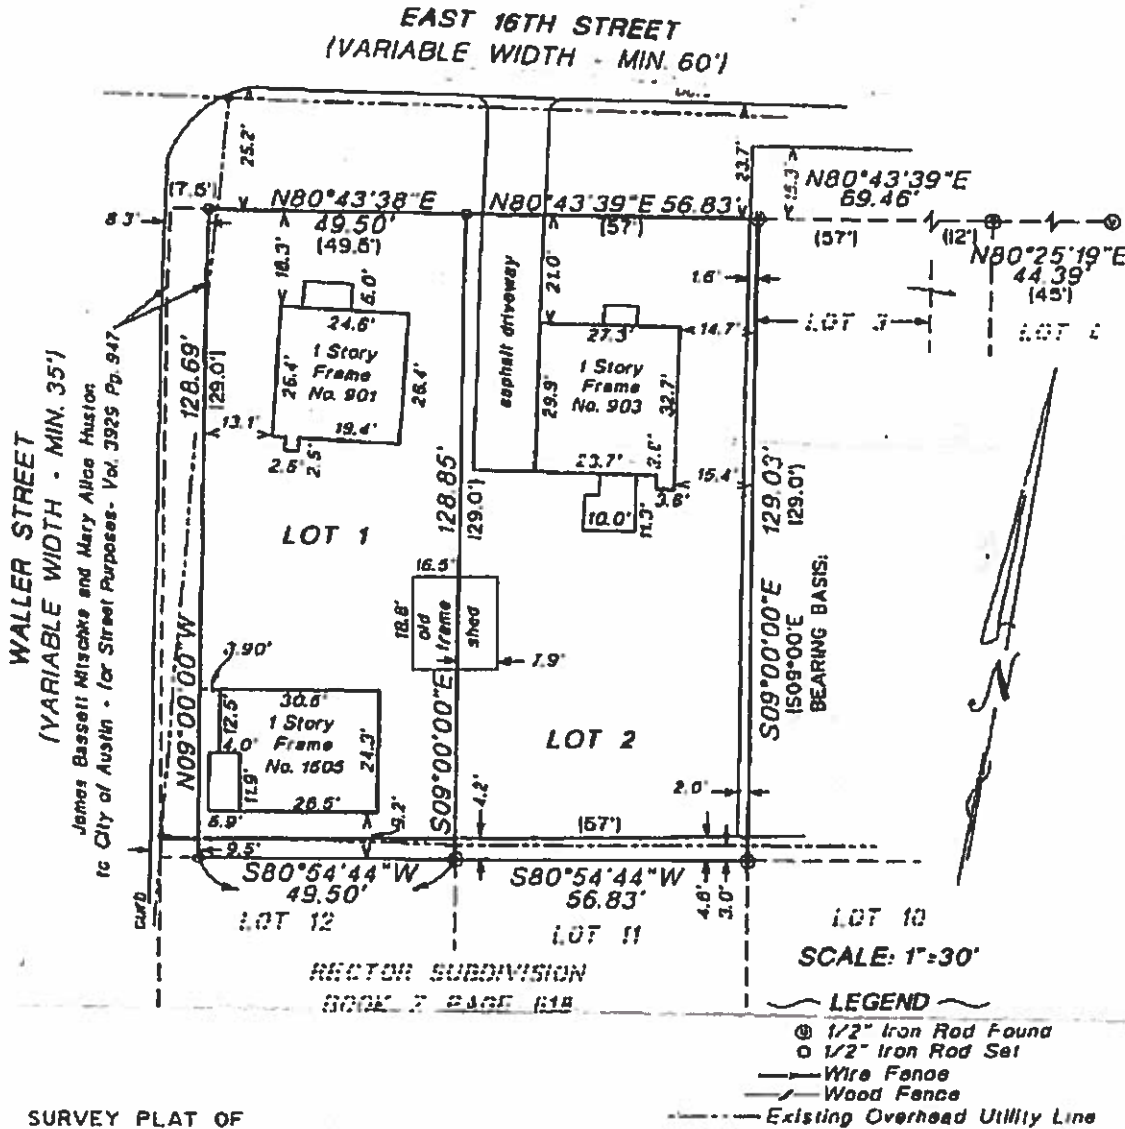 EAST 16TH STREET
(VARIABLE WIDTH - MIN. 60')
25.2'
(7.5')
8.3'
N80°43'38"E
49.50'
(49.5')
N80°43'39"E 56.83'
(57')
23.7'
15.3'
N80°43'39"E
69.46'
(57')
(12')
N80°25'19"E
44.39'
(45')
18.3'
6.0'
24.6'
1 Story
Frame
No. 901
26.4'
26.4'
19.4'
13.1'
2.5'
asphalt driveway
21.0'
27.3'
1 Story
Frame
No. 903
29.9'
32.7'
23.7'
3.6'
10.0'
11.3'
1.6'
14.7'
15.4'
LOT 3
LOT
128.69'
(129.0')
128.85'
(129.0')
129.03'
(129.0')
S09°00'00"E
(S09°00'E
BEARING BASIS)
WALLER STREET
(VARIABLE WIDTH - MIN. 35')
James Bassett Mitschke and Mary Alice Huston
to City of Austin - for Street Purposes- Vol. 3925 Pg. 947
LOT 1
16.5'
18.8'
old frame shed
7.9'
N09°00'00"W
S09°00'00"E
3.90'
30.6'
1 Story
Frame
No. 1605
12.5'
4.0'
11.9'
24.3'
26.5'
LOT 2
2.0'
4.2'
(57')
9.2'
9.5'
S80°54'44"W
49.50'
S80°54'44"W
56.83'
4.8'
3.0'
curb
LOT 12
LOT 11
LOT 10
RECTOR SUBDIVISION
BOOK Z PAGE
N
SCALE: 1"=30'
LEGEND
1/2" Iron Rod Found
1/2" Iron Rod Set
Wire Fence
Wood Fence
Existing Overhead Utility Line
SURVEY PLAT OF